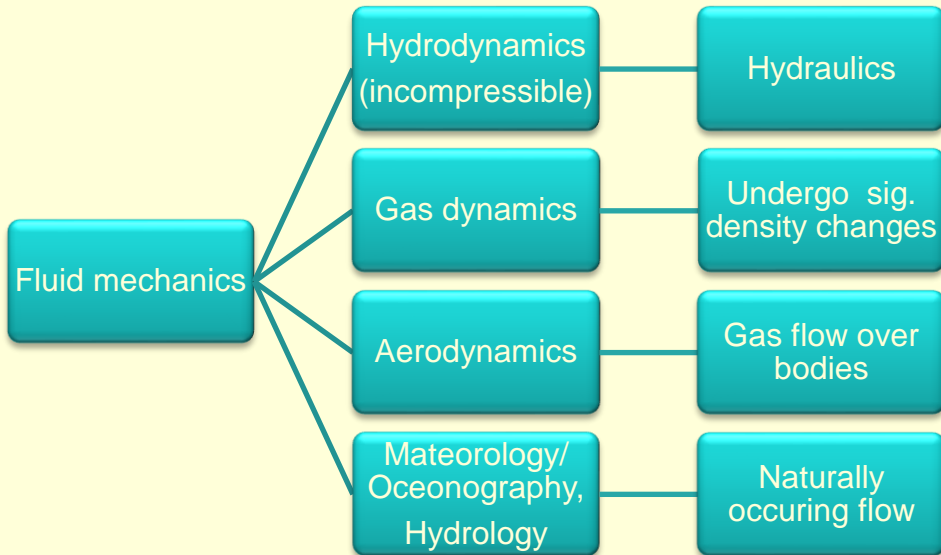 Hydrodynamics
(incompressible)
Hydraulics
Gas dynamics
Undergo sig.
density changes
Fluid mechanics
Aerodynamics
Gas flow over
bodies
Mateorology/
Oceonography,
Hydrology
Naturally
occuring flow